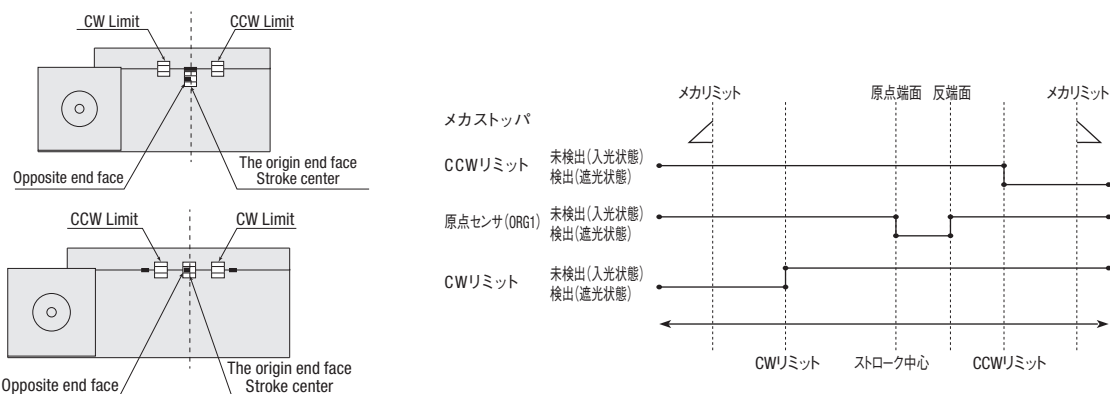 CW Limit
CCW Limit
Opposite end face
The origin end face
Stroke center
CCW Limit
CW Limit
Opposite end face
The origin end face
Stroke center
メカリミット
原点端面
反端面
メカリミット
メカストッパ
CCWリミット
未検出(入光状態)
検出(遮光状態)
原点センサ(ORG1)
未検出(入光状態)
検出(遮光状態)
CWリミット
未検出(入光状態)
検出(遮光状態)
CWリミット
ストローク中心
CCWリミット